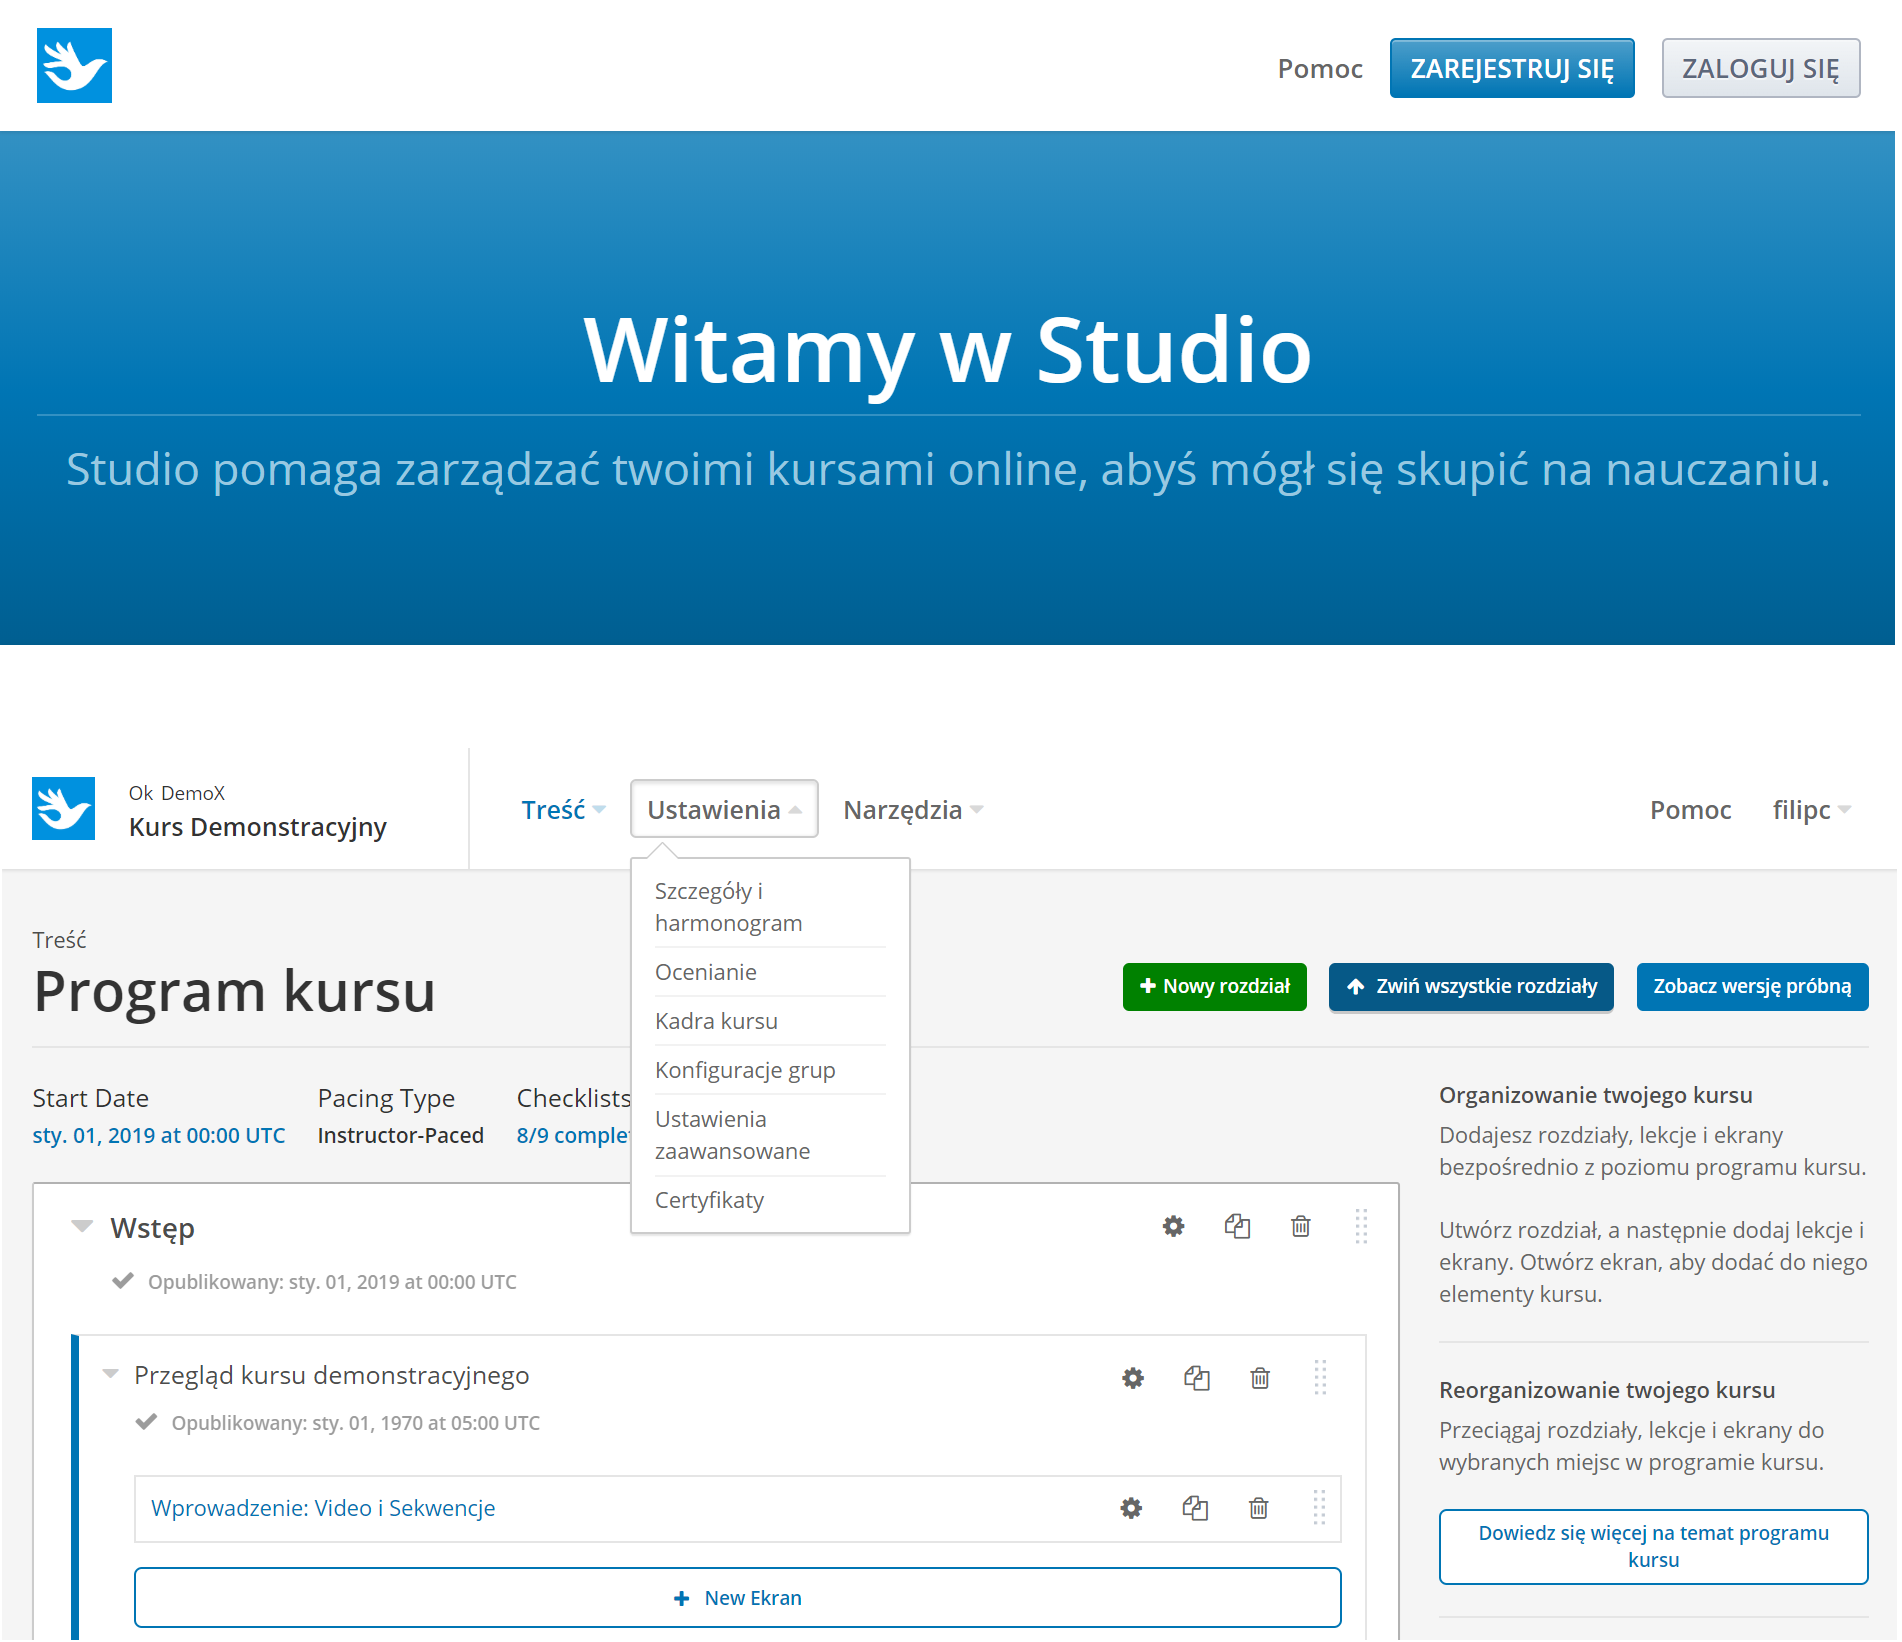 Pomoc
ZAREJESTRUJ SIĘ
ZALOGUJ SIĘ
Witamy w Studio
Studio pomaga zarządzać twoimi kursami online, abyś mógł się skupić na nauczaniu.
Ok DemoX
Kurs Demonstracyjny
Treść
Ustawienia
Narzędzia
Pomoc
filipc
Szczegóły i
harmonogram
Ocenianie
Kadra kursu
Konfiguracje grup
Ustawienia
zaawansowane
Certyfikaty
Treść
Program kursu
Nowy rozdział
Zwiń wszystkie rozdziały
Zobacz wersję próbną
Start Date
sty. 01, 2019 at 00:00 UTC
Pacing Type
Instructor-Paced
Checklists
8/9 comple
Wstęp
Opublikowany: sty. 01, 2019 at 00:00 UTC
Przegląd kursu demonstracyjnego
Opublikowany: sty. 01, 1970 at 05:00 UTC
Wprowadzenie: Video i Sekwencje
New Ekran
Organizowanie twojego kursu
Dodajesz rozdziały, lekcje i ekrany
bezpośrednio z poziomu programu kursu.
Utwórz rozdział, a następnie dodaj lekcje i
ekrany. Otwórz ekran, aby dodać do niego
elementy kursu.
Reorganizowanie twojego kursu
Przeciągaj rozdziały, lekcje i ekrany do
wybranych miejsc w programie kursu.
Dowiedz się więcej na temat programu
kursu